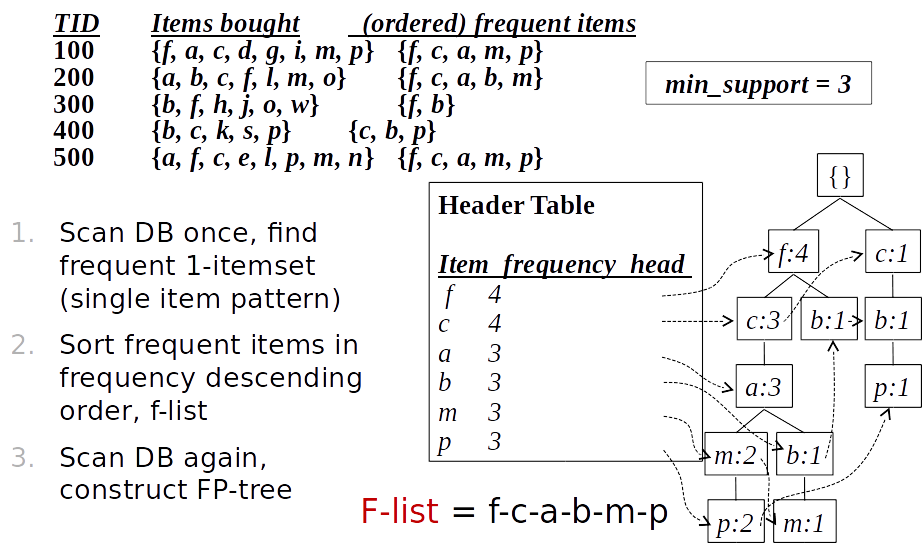 TID Items bought (ordered) frequent items
100 {f, a, c, d, g, i, m, p} {f, c, a, m, p}
200 {a, b, c, f, l, m, o} {f, c, a, b, m}
300 {b, f, h, j, o, w} {f, b}
400 {b, c, k, s, p} {c, b, p}
500 {a, f, c, e, l, p, m, n} {f, c, a, m, p}
min_support = 3
1. Scan DB once, find
frequent 1-itemset
(single item pattern)
2. Sort frequent items in
frequency descending
order, f-list
3. Scan DB again,
construct FP-tree
Header Table
Item frequency head
f 4
c 4
a 3
b 3
m 3
p 3
F-list = f-c-a-b-m-p
{}
f:4 c:1
c:3 b:1 b:1
a:3 p:1
m:2 b:1
p:2 m:1